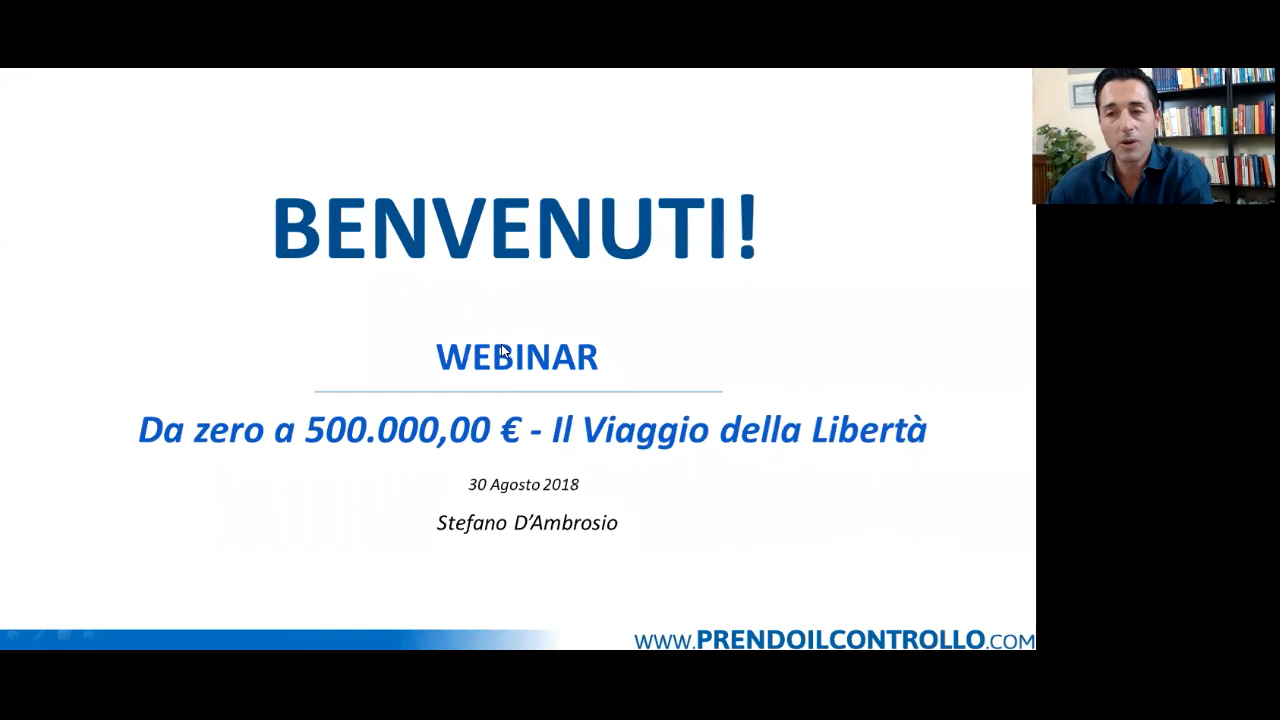 BENVENUTI!
WEBINAR
Da zero a 500.000,00 € - Il Viaggio della Libertà
30 Agosto 2018
Stefano D’Ambrosio
WWW.PRENDOILCONTROLLO.COM